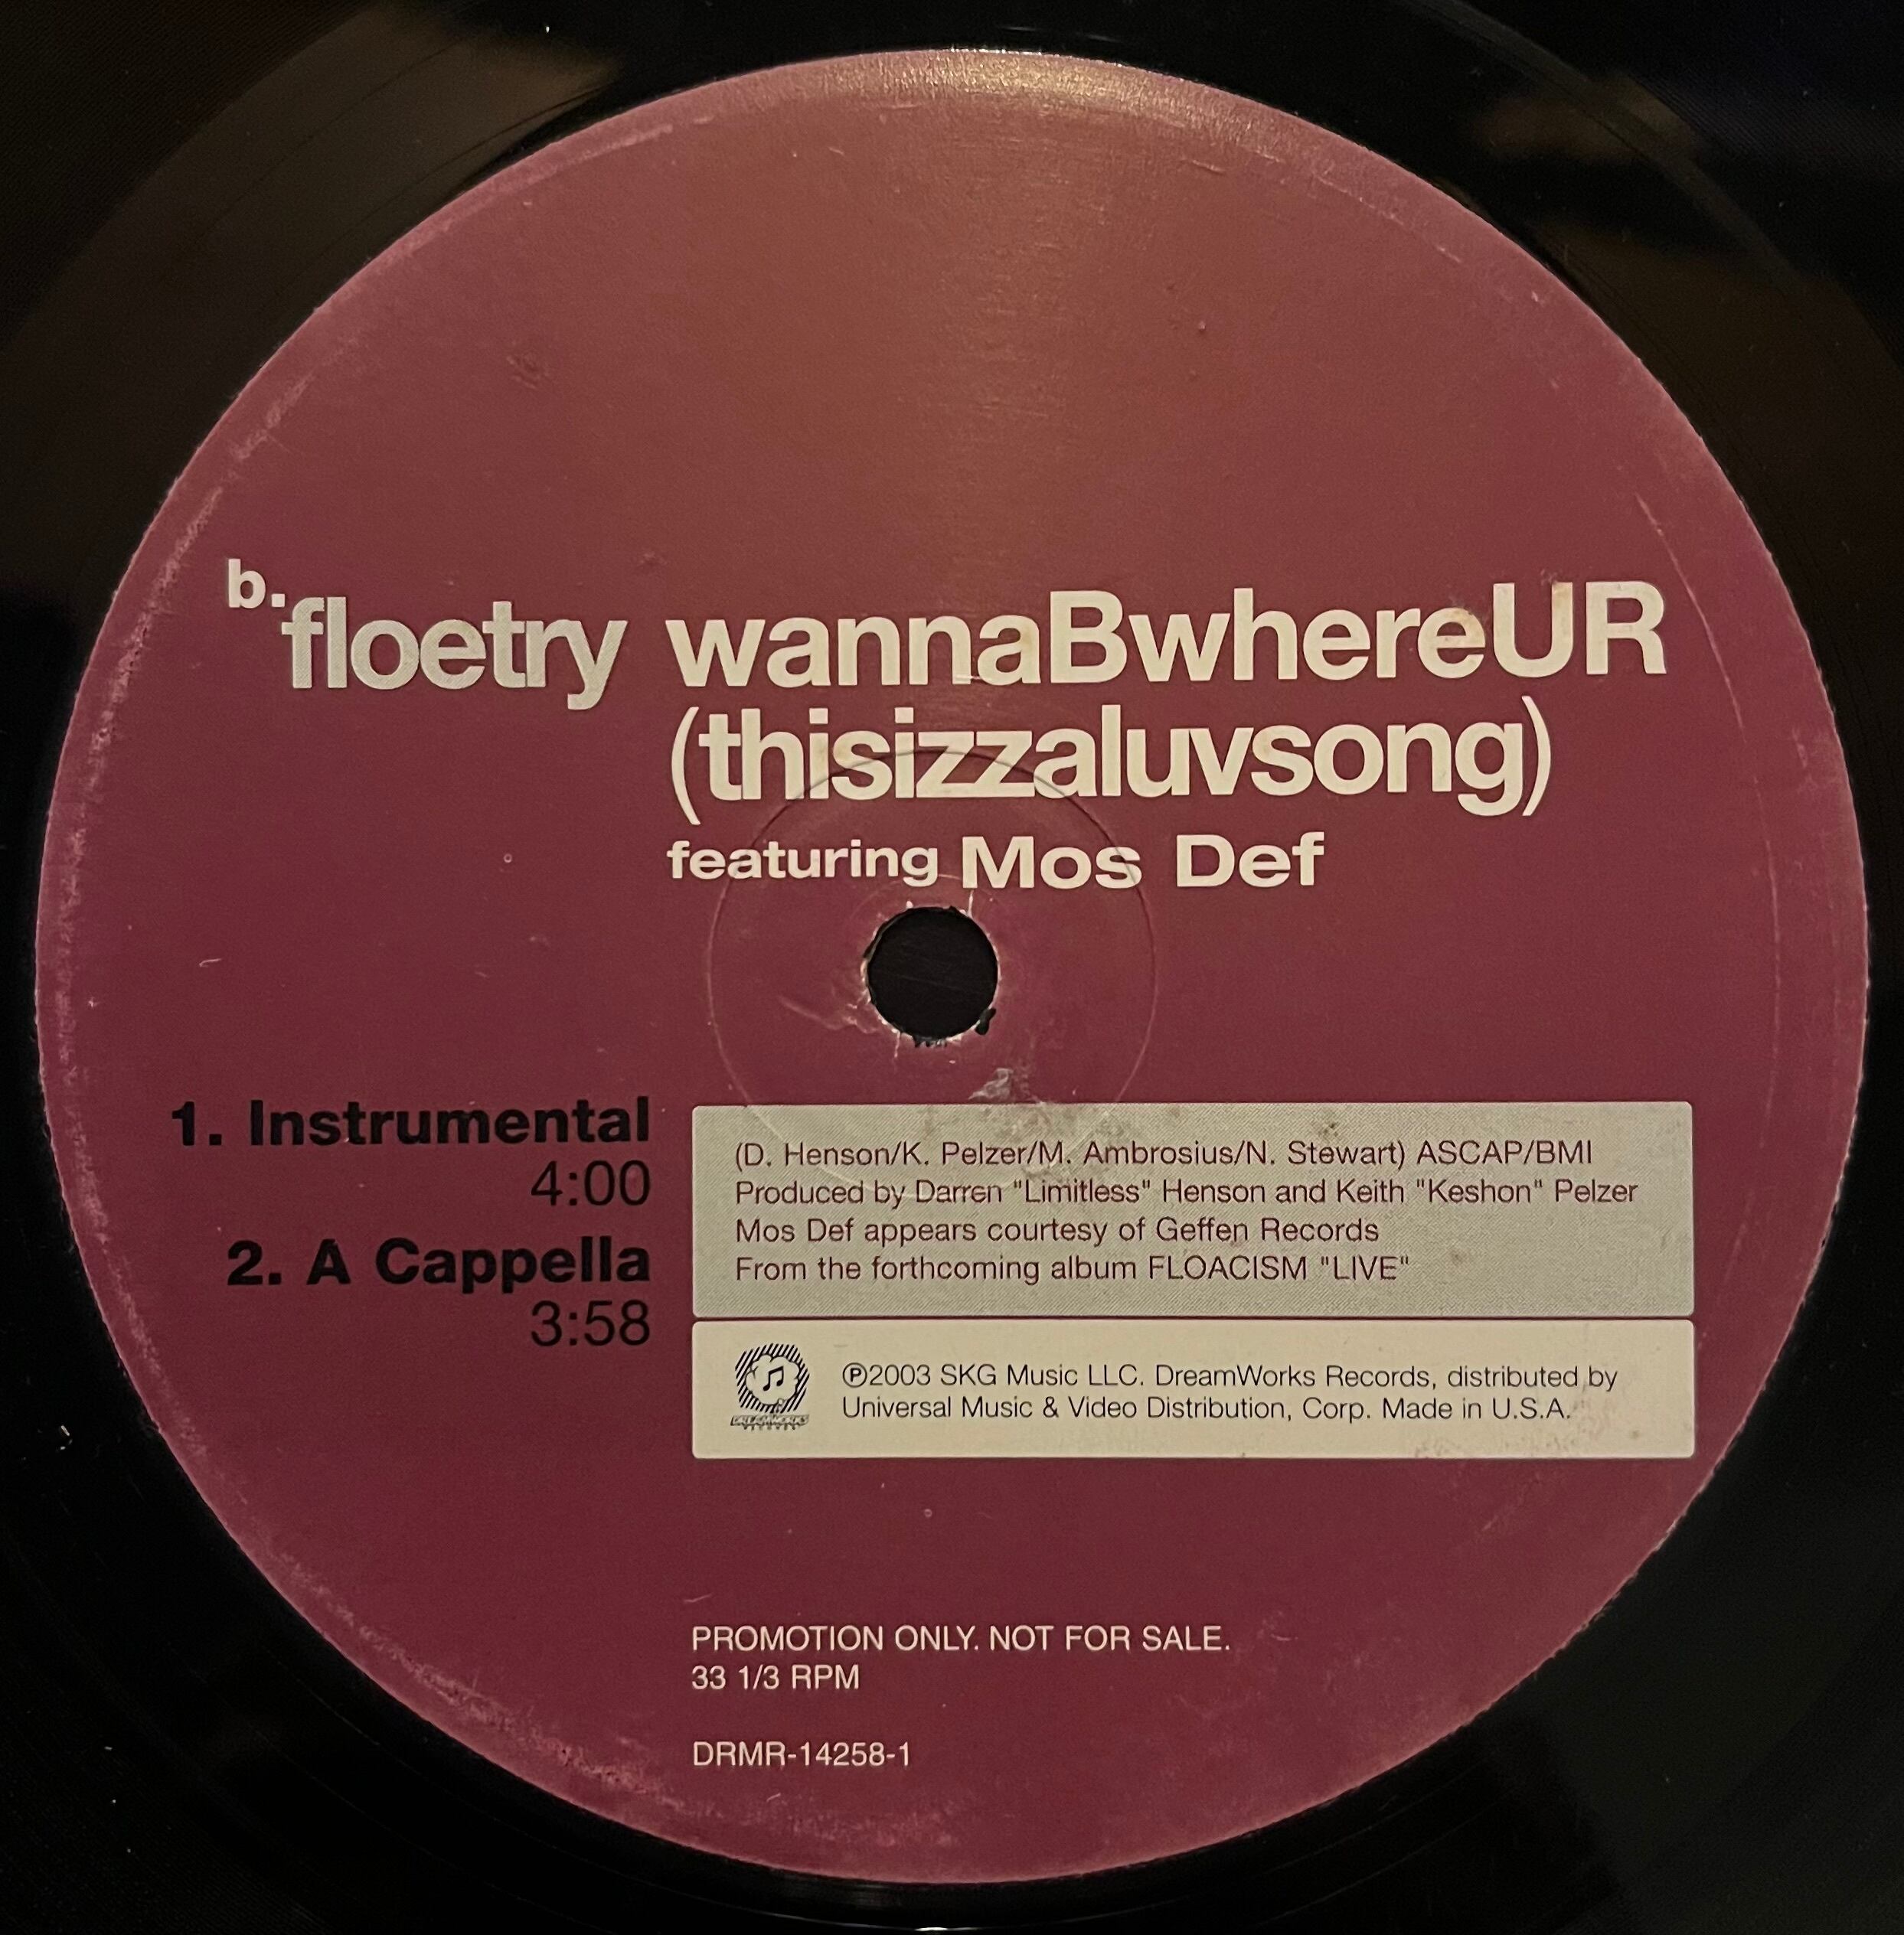 b.
floetry wannaBwhereUR
(thisizzaluvsong)
featuring Mos Def
1. Instrumental
4:00
2. A Cappella
3:58
(D. Henson/K. Pelzer/M. Ambrosius/N. Stewart) ASCAP/BMI
Produced by Darren "Limitless" Henson and Keith "Keshon" Pelzer
Mos Def appears courtesy of Geffen Records
From the forthcoming album FLOACISM "LIVE"
DREAMWORKS
RECORDS
℗2003 SKG Music LLC. DreamWorks Records, distributed by
Universal Music & Video Distribution, Corp. Made in U.S.A.
PROMOTION ONLY. NOT FOR SALE.
33 1/3 RPM
DRMR-14258-1